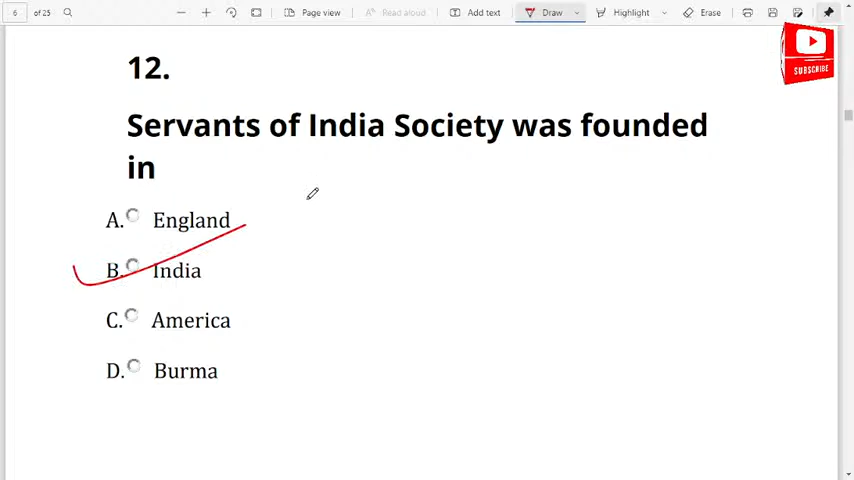 6 of 25 Page view Read aloud Add text Draw Highlight Erase
SUBSCRIBE
12.
Servants of India Society was founded
in
A. England
B. India
C. America
D. Burma